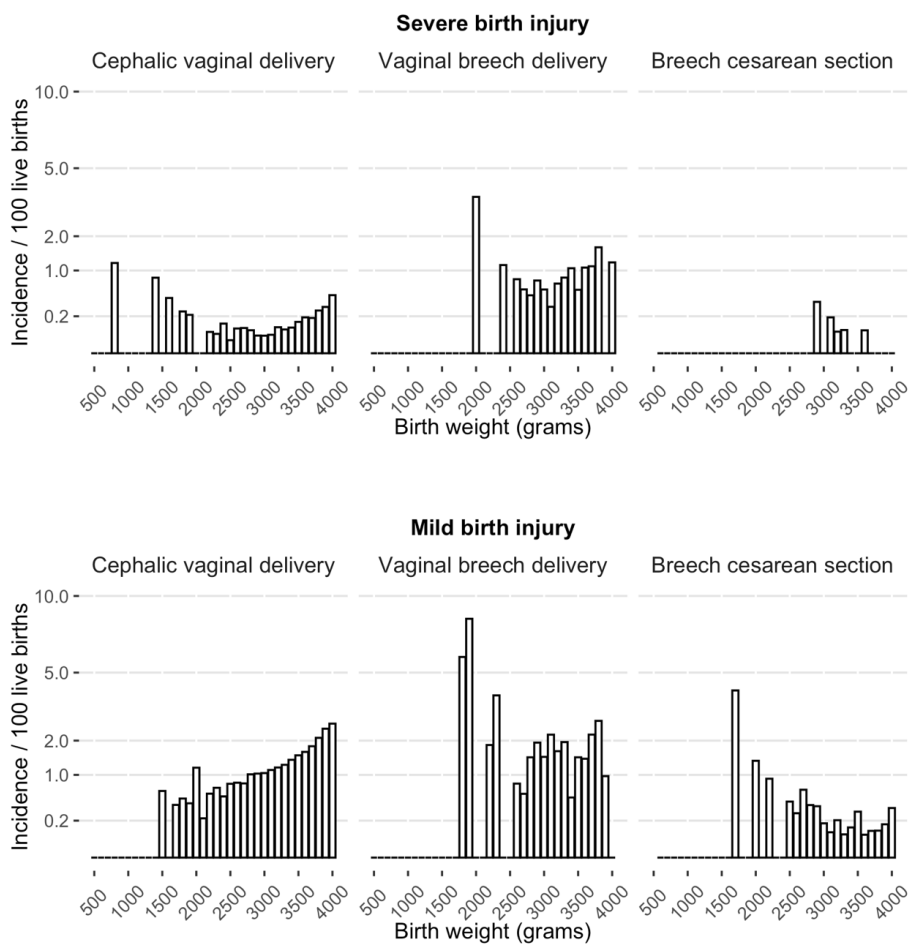 Severe birth injury
Cephalic vaginal delivery Vaginal breech delivery Breech cesarean section
Incidence / 100 live births
10.0
5.0
2.0
1.0
0.2
500 1000 1500 2000 2500 3000 3500 4000 500 1000 1500 2000 2500 3000 3500 4000 500 1000 1500 2000 2500 3000 3500 4000
Birth weight (grams)
Mild birth injury
Cephalic vaginal delivery Vaginal breech delivery Breech cesarean section
Incidence / 100 live births
10.0
5.0
2.0
1.0
0.2
500 1000 1500 2000 2500 3000 3500 4000 500 1000 1500 2000 2500 3000 3500 4000 500 1000 1500 2000 2500 3000 3500 4000
Birth weight (grams)